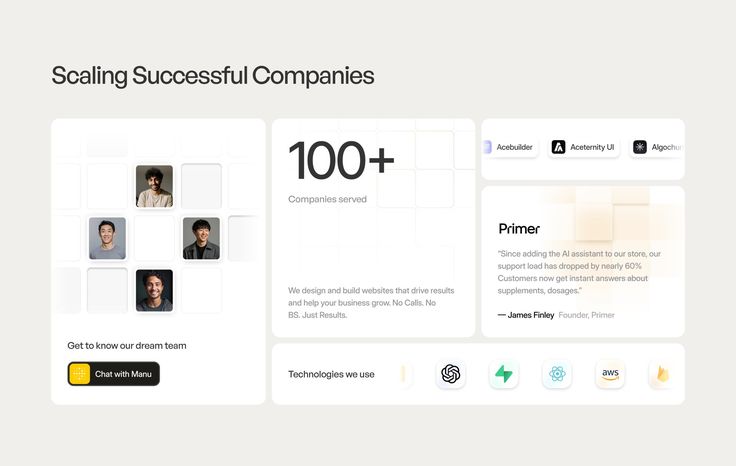 Scaling Successful Companies
Get to know our dream team
Chat with Manu
100+
Companies served
We design and build websites that drive results
and help your business grow. No Calls. No
BS. Just Results.
Acebuilder
Aceternity UI
Primer
"Since adding the AI assistant to our store, our
support load has dropped by nearly 60%
Customers now get instant answers about
supplements, dosages."
— James Finley Founder, Primer
Technologies we use
aws